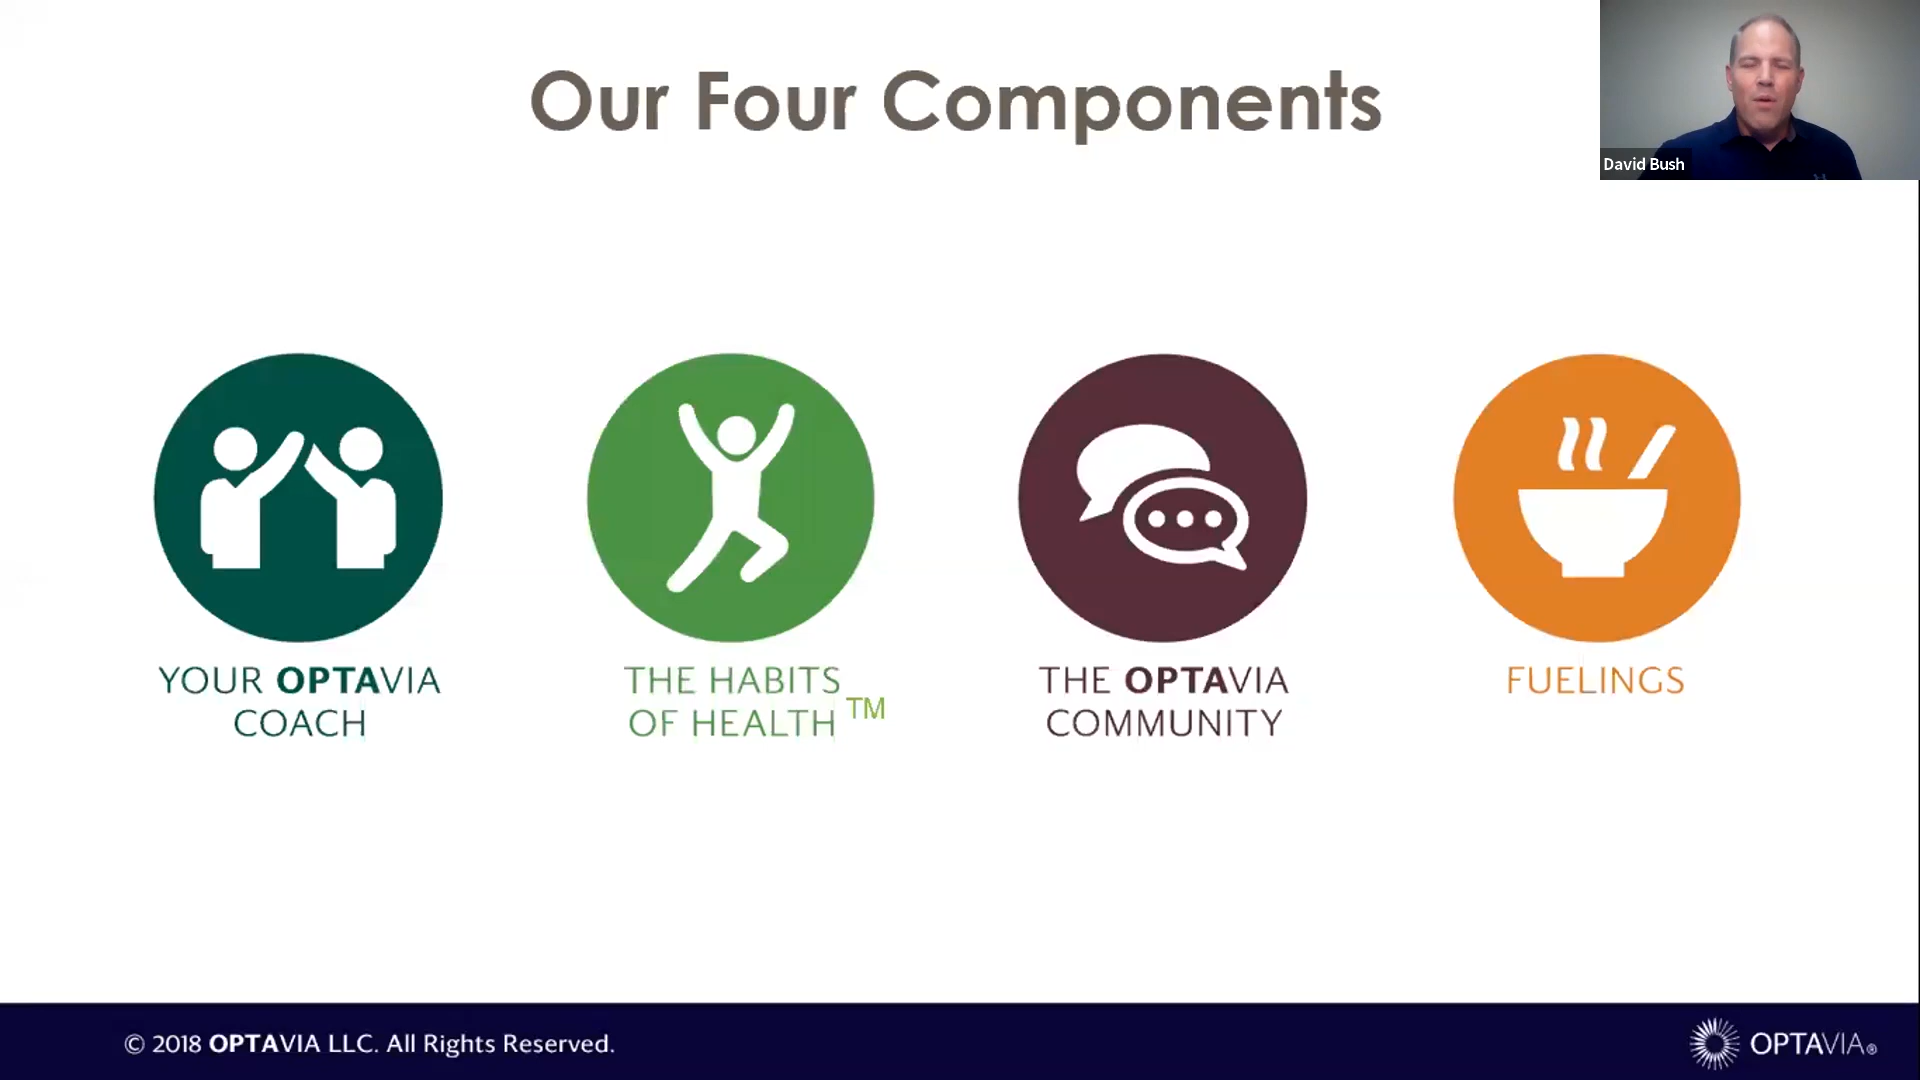 Our Four Components
David Bush
YOUR OPTAVIA
COACH
THE HABITS
OF HEALTH TM
THE OPTAVIA
COMMUNITY
FUELINGS
© 2018 OPTAVIA LLC. All Rights Reserved.
OPTAVIA®